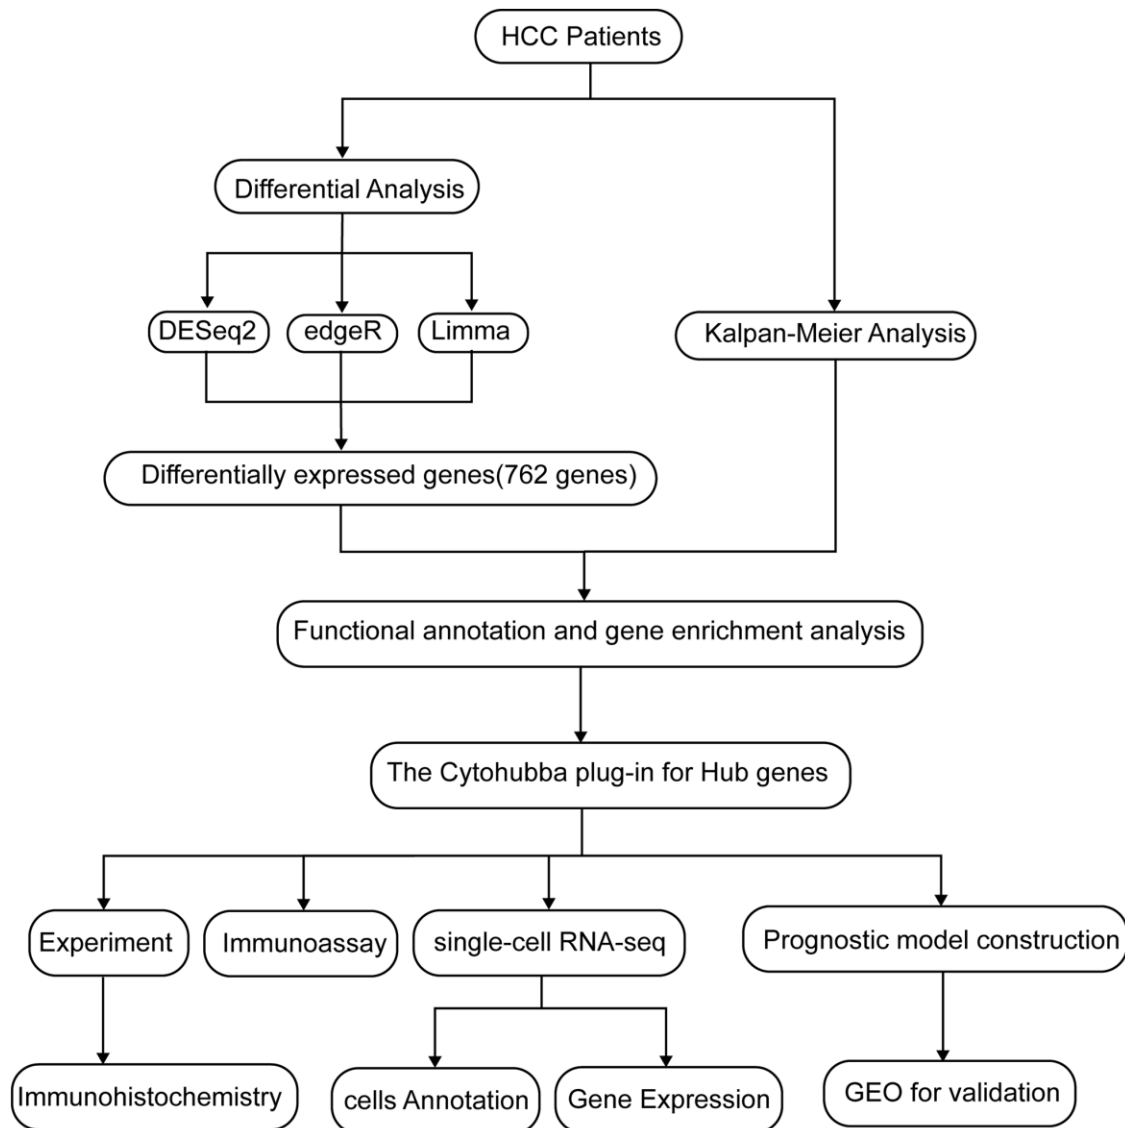 HCC Patients
Differential Analysis
DESeq2
edgeR
Limma
Kalpan-Meier Analysis
Differentially expressed genes(762 genes)
Functional annotation and gene enrichment analysis
The Cytohubba plug-in for Hub genes
Experiment
Immunoassay
single-cell RNA-seq
Prognostic model construction
Immunohistochemistry
cells Annotation
Gene Expression
GEO for validation